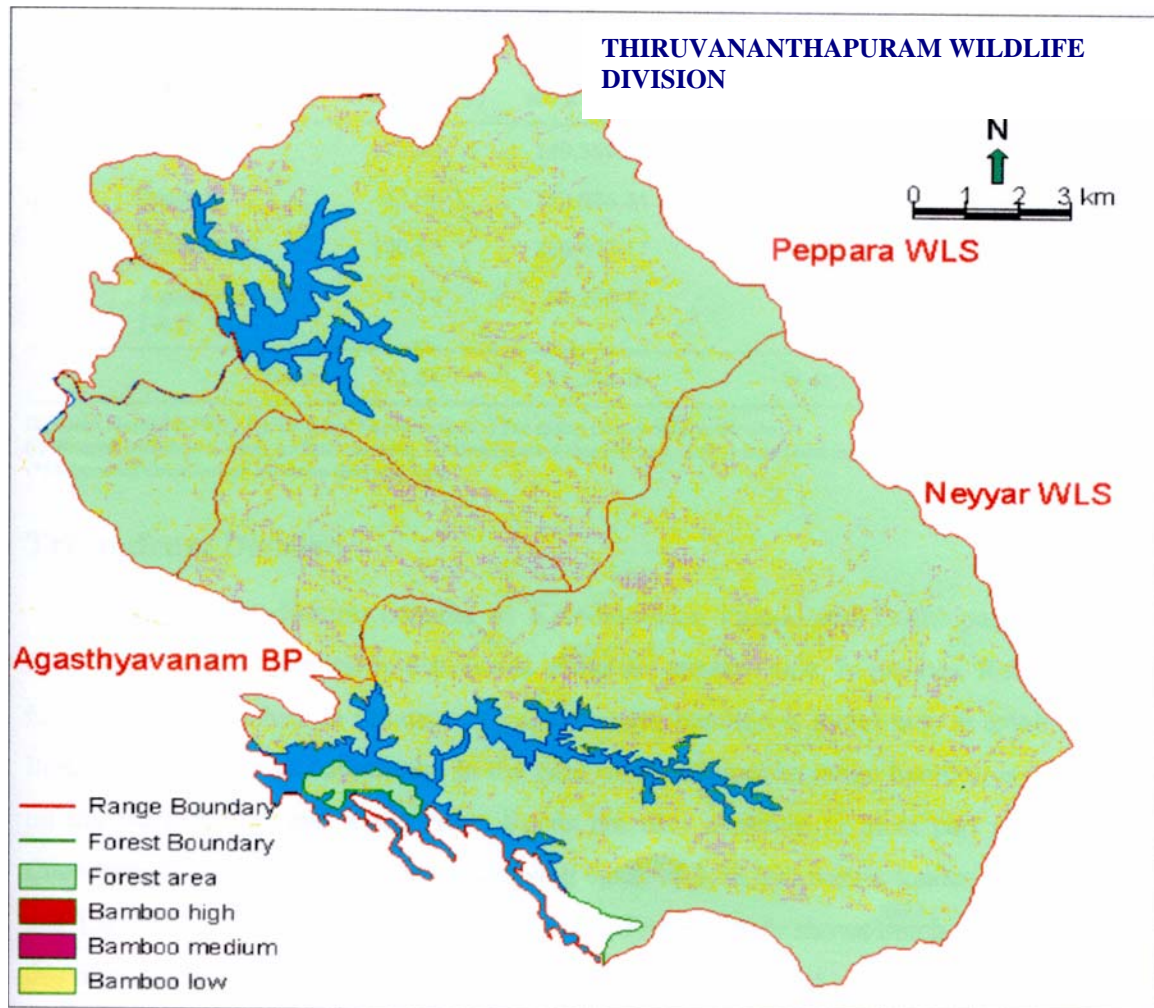 THIRUVANANTHAPURAM WILDLIFE
DIVISION
N
0 1 2 3 km
Peppara WLS
Neyyar WLS
Agasthyavanam BP
Range Boundary
Forest Boundary
Forest area
Bamboo high
Bamboo medium
Bamboo low